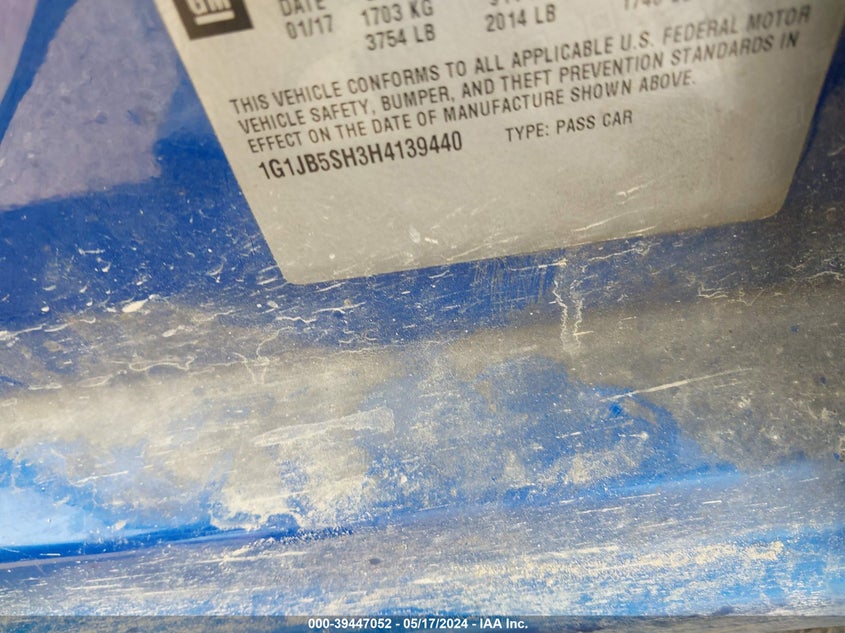 GM
DATE
01/17 1703 KG
3754 LB 2014 LB
THIS VEHICLE CONFORMS TO ALL APPLICABLE U.S. FEDERAL MOTOR
VEHICLE SAFETY, BUMPER, AND THEFT PREVENTION STANDARDS IN
EFFECT ON THE DATE OF MANUFACTURE SHOWN ABOVE.
1G1JB5SH3H4139440 TYPE: PASS CAR
000-39447052 - 05/17/2024 - IAA Inc.